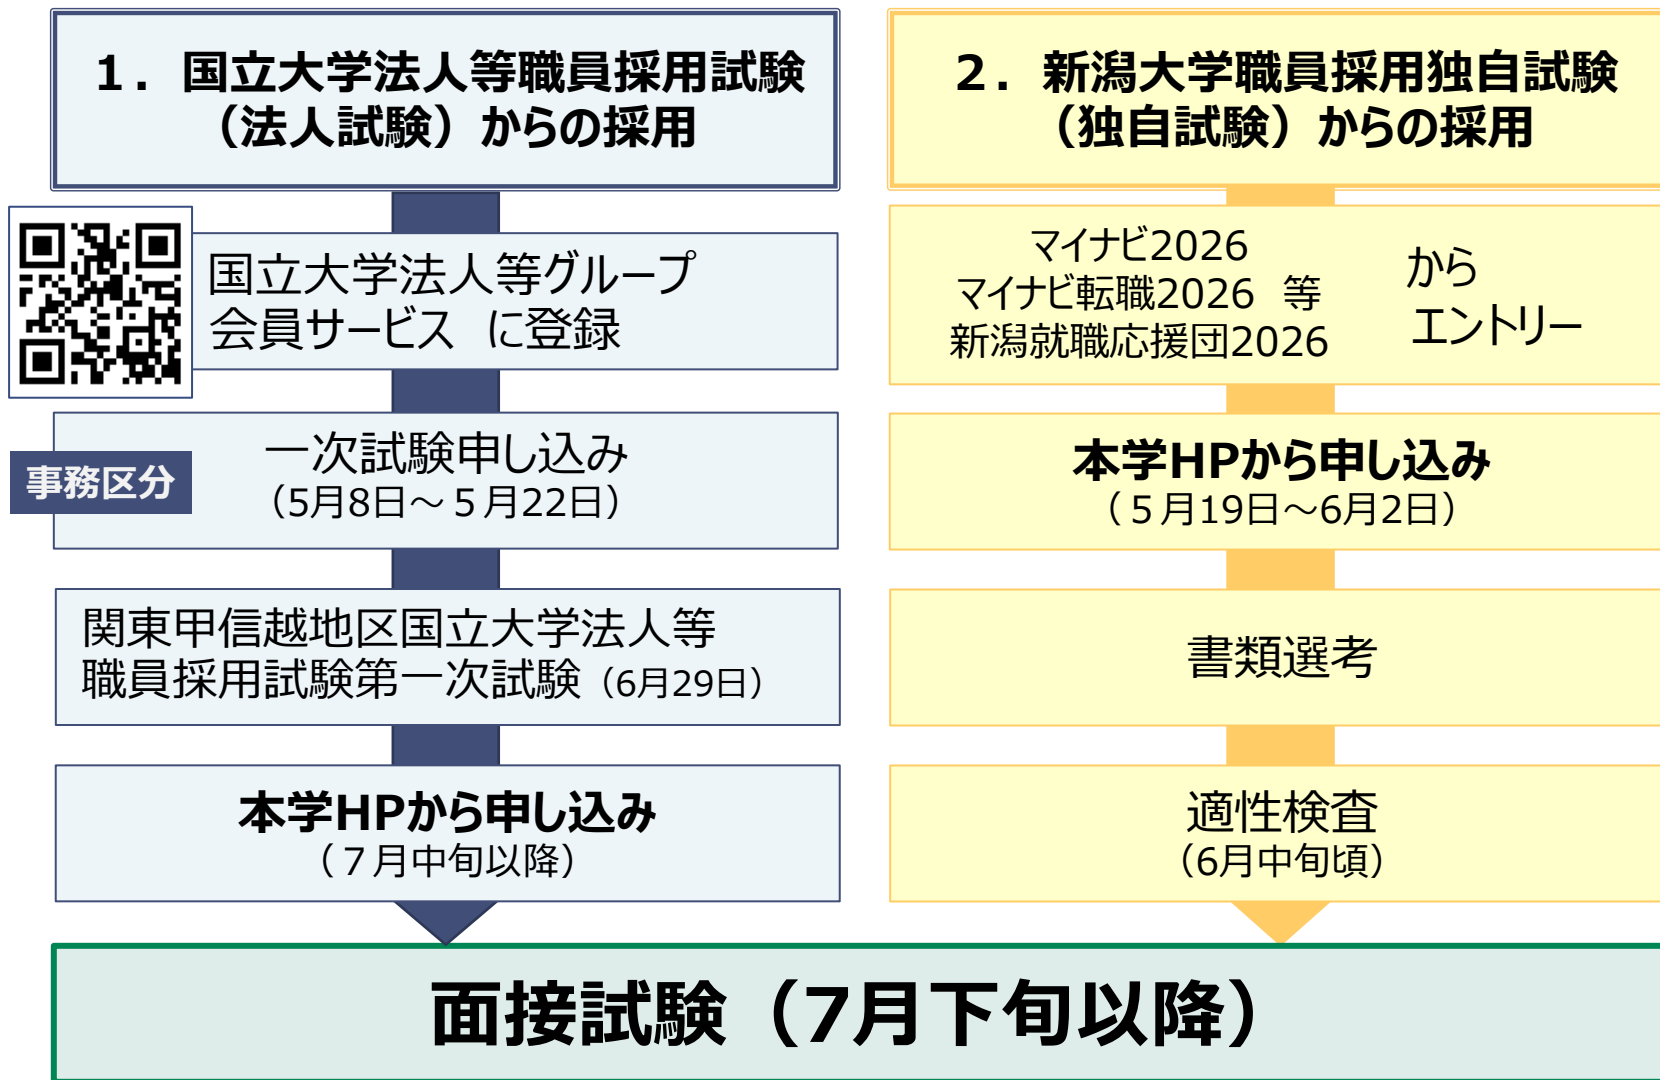 1．国立大学法人等職員採用試験
（法人試験）からの採用
国立大学法人等グループ
会員サービス　に登録
事務区分
一次試験申し込み
（5月8日～５月22日）
関東甲信越地区国立大学法人等
職員採用試験第一次試験（6月29日）
本学HPから申し込み
（７月中旬以降）
2．新潟大学職員採用独自試験
（独自試験）からの採用
マイナビ2026
マイナビ転職2026　等
新潟就職応援団2026
から
エントリー
本学HPから申し込み
（５月19日～6月2日）
書類選考
適性検査
（6月中旬頃）
面接試験（7月下旬以降）